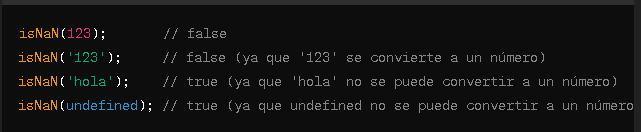 isNaN(123);       // false
isNaN('123');     // false (ya que '123' se convierte a un número)
isNaN('hola');    // true (ya que 'hola' no se puede convertir a un número)
isNaN(undefined); // true (ya que undefined no se puede convertir a un número